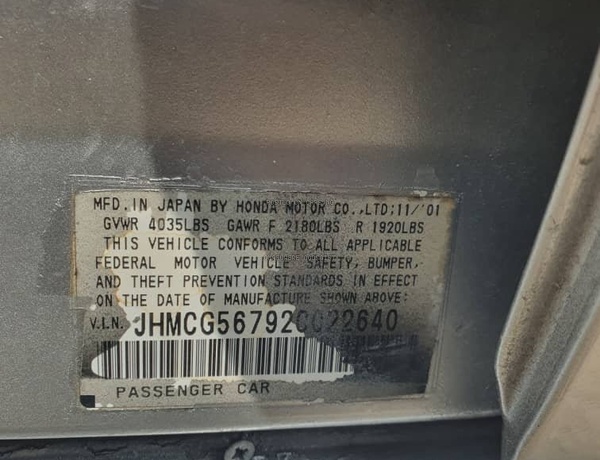 MFD. IN JAPAN BY HONDA MOTOR CO.,LTD;11/'01
GVWR 4035LBS GAWR F 2180LBS R 1920LBS
THIS VEHICLE CONFORMS TO ALL APPLICABLE
FEDERAL MOTOR VEHICLE SAFETY, BUMPER,
AND THEFT PREVENTION STANDARDS IN EFFECT
ON THE DATE OF MANUFACTURE SHOWN ABOVE:
V.I.N. JHMCG56792C022640
PASSENGER CAR